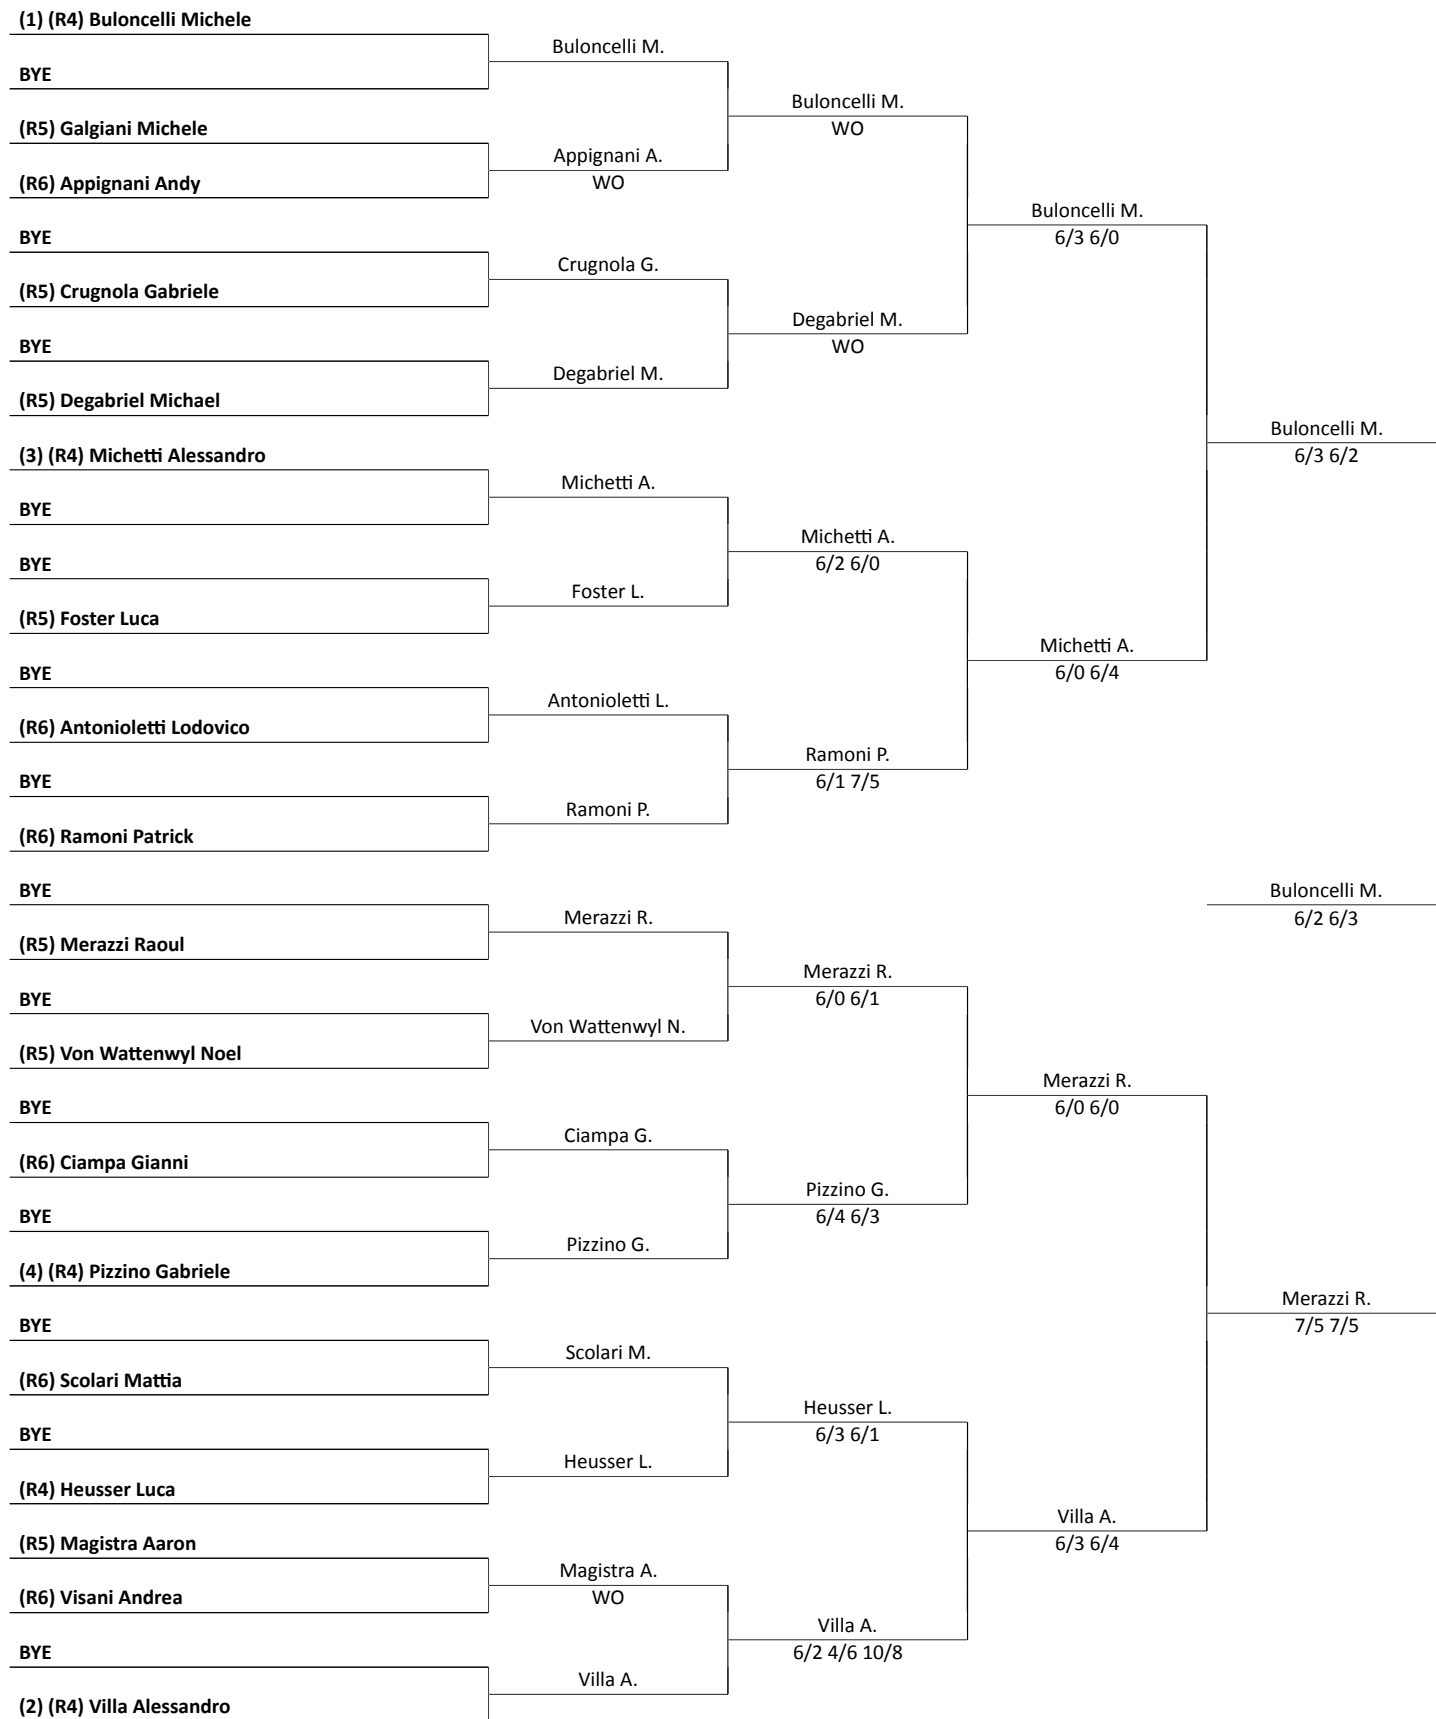 (1) (R4) Buloncelli Michele
Buloncelli M.
BYE
Buloncelli M.
WO
(R5) Galgiani Michele
Appignani A.
WO
(R6) Appignani Andy
Buloncelli M.
6/3 6/0
BYE
Crugnola G.
(R5) Crugnola Gabriele
Degabriel M.
WO
BYE
Degabriel M.
(R5) Degabriel Michael
Buloncelli M.
6/3 6/2
(3) (R4) Michetti Alessandro
Michetti A.
BYE
Michetti A.
6/2 6/0
BYE
Foster L.
(R5) Foster Luca
Michetti A.
6/0 6/4
BYE
Antonioletti L.
(R6) Antonioletti Lodovico
Ramoni P.
6/1 7/5
BYE
Ramoni P.
(R6) Ramoni Patrick
BYE
Buloncelli M.
6/2 6/3
Merazzi R.
(R5) Merazzi Raoul
Merazzi R.
6/0 6/1
BYE
Von Wattenwyl N.
(R5) Von Wattenwyl Noel
Merazzi R.
6/0 6/0
BYE
Ciampa G.
(R6) Ciampa Gianni
Pizzino G.
6/4 6/3
BYE
Pizzino G.
(4) (R4) Pizzino Gabriele
Merazzi R.
7/5 7/5
BYE
Scolari M.
(R6) Scolari Mattia
Heusser L.
6/3 6/1
BYE
Heusser L.
(R4) Heusser Luca
Villa A.
6/3 6/4
(R5) Magistra Aaron
Magistra A.
WO
(R6) Visani Andrea
Villa A.
6/2 4/6 10/8
BYE
Villa A.
(2) (R4) Villa Alessandro